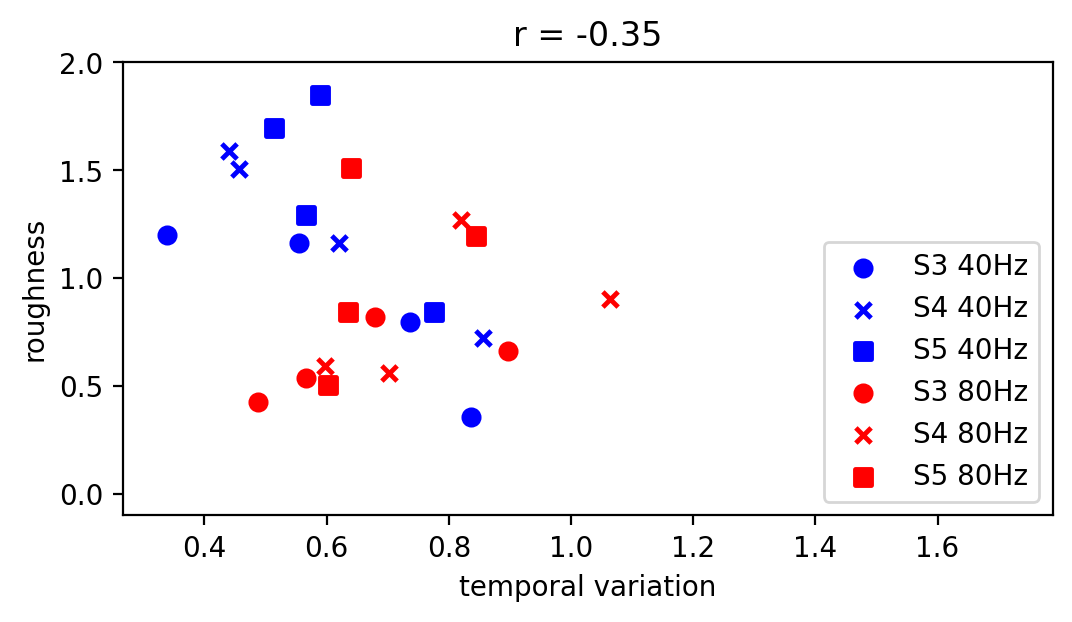 r = -0.35
2.0
1.5
1.0
0.5
0.0
roughness
0.4 0.6 0.8 1.0 1.2 1.4 1.6
temporal variation
S3 40Hz
S4 40Hz
S5 40Hz
S3 80Hz
S4 80Hz
S5 80Hz